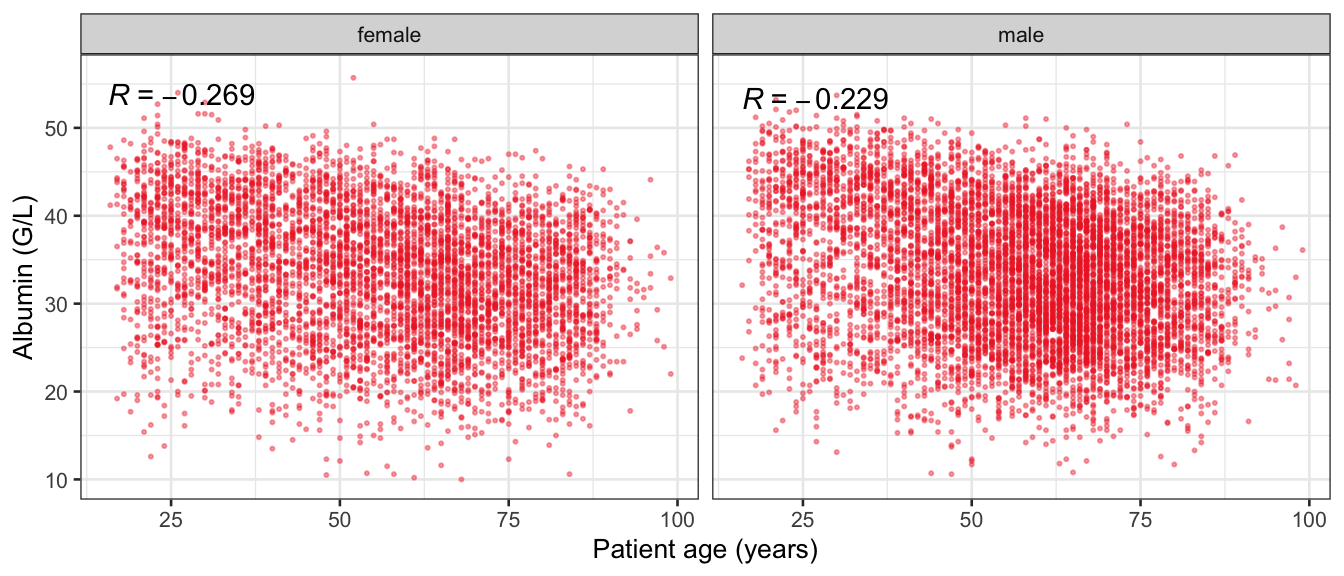 female
male
R = −0.269
R = −0.229
50
40
30
20
10
Albumin (G/L)
25 50 75 100
25 50 75 100
Patient age (years)